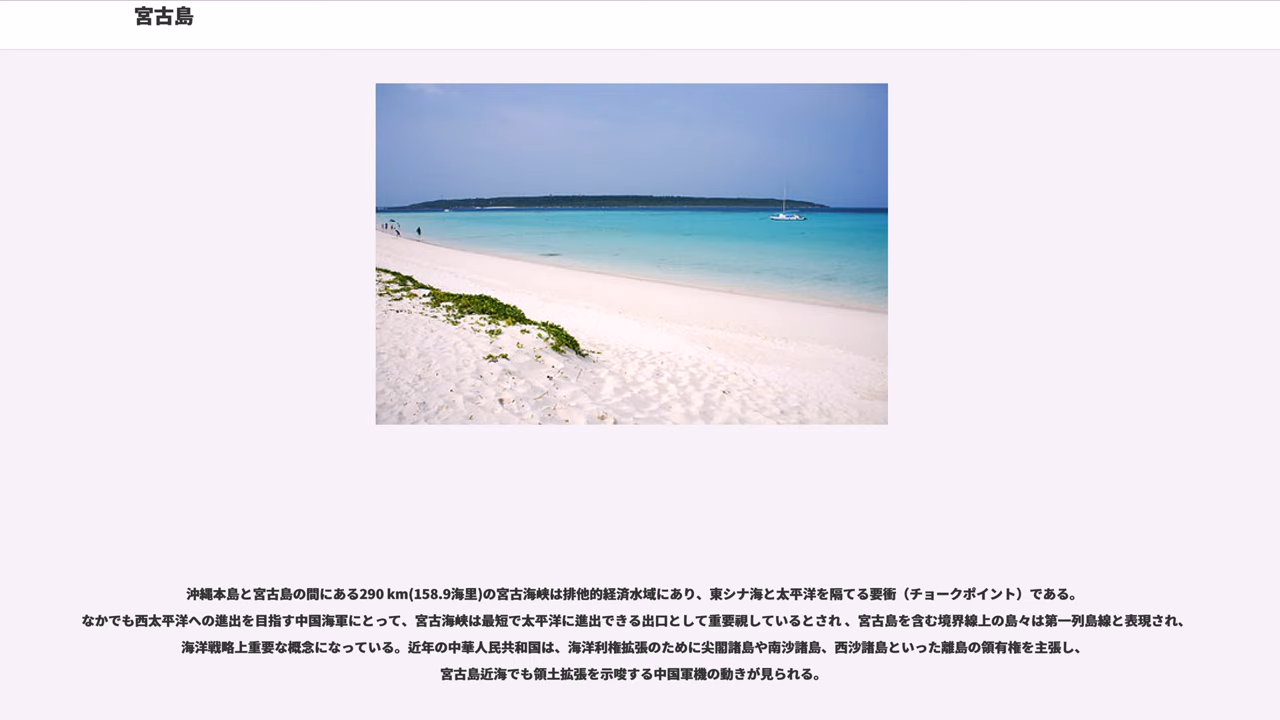 宮古島
沖縄本島と宮古島の間にある290 km(158.9海里)の宮古海峡は排他的経済水域にあり、東シナ海と太平洋を隔てる要衝（チョークポイント）である。
なかでも西太平洋への進出を目指す中国海軍にとって、宮古海峡は最短で太平洋に進出できる出口として重要視しているとされ 、宮古島を含む境界線上の島々は第一列島線と表現され、
海洋戦略上重要な概念になっている。近年の中華人民共和国は、海洋利権拡張のために尖閣諸島や南沙諸島、西沙諸島といった離島の領有権を主張し、
宮古島近海でも領土拡張を示唆する中国軍機の動きが見られる。